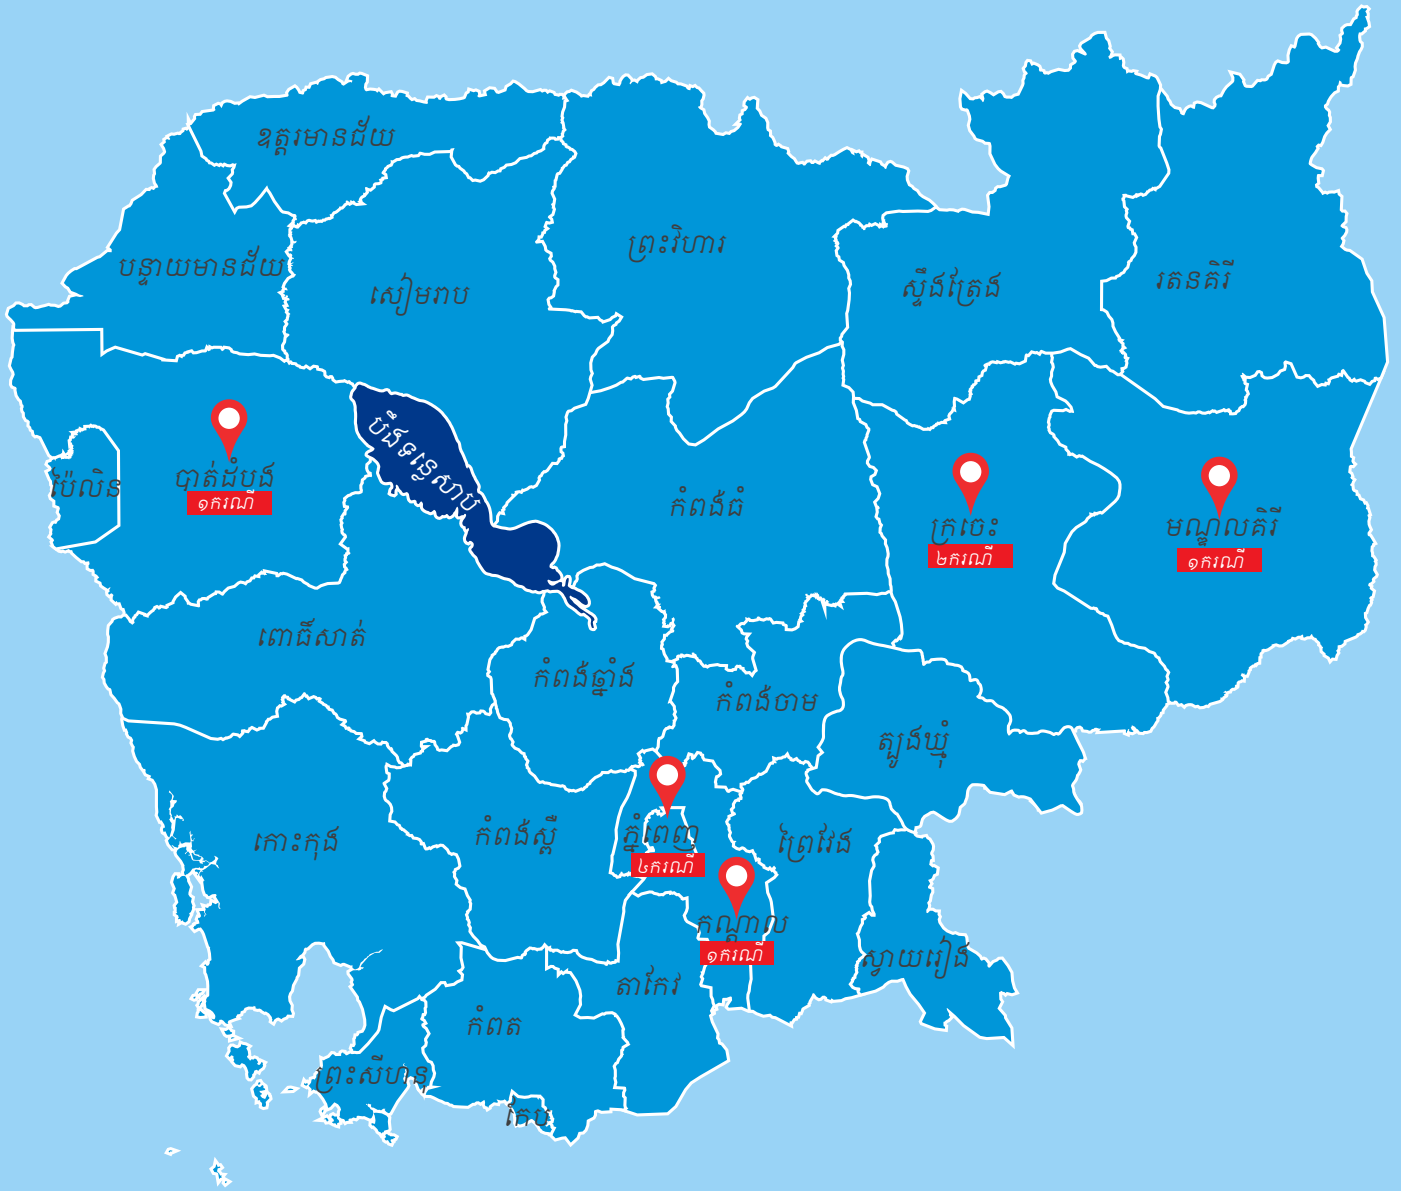 ឧត្តរមានជ័យ
បន្ទាយមានជ័យ
សៀមរាប
ព្រះវិហារ
ស្ទឹងត្រែង
រតនគិរី
បាត់ដំបង
១ករណី
ប៉ៃលិន
បឹងទន្លេសាប
កំពង់ធំ
ក្រចេះ
២ករណី
មណ្ឌលគិរី
១ករណី
ពោធិ៍សាត់
កំពង់ឆ្នាំង
កំពង់ចាម
ត្បូងឃ្មុំ
កោះកុង
កំពង់ស្ពឺ
ភ្នំពេញ
៤ករណី
ព្រៃវែង
កណ្តាល
១ករណី
ស្វាយរៀង
តាកែវ
កំពត
ព្រះសីហនុ
កែប